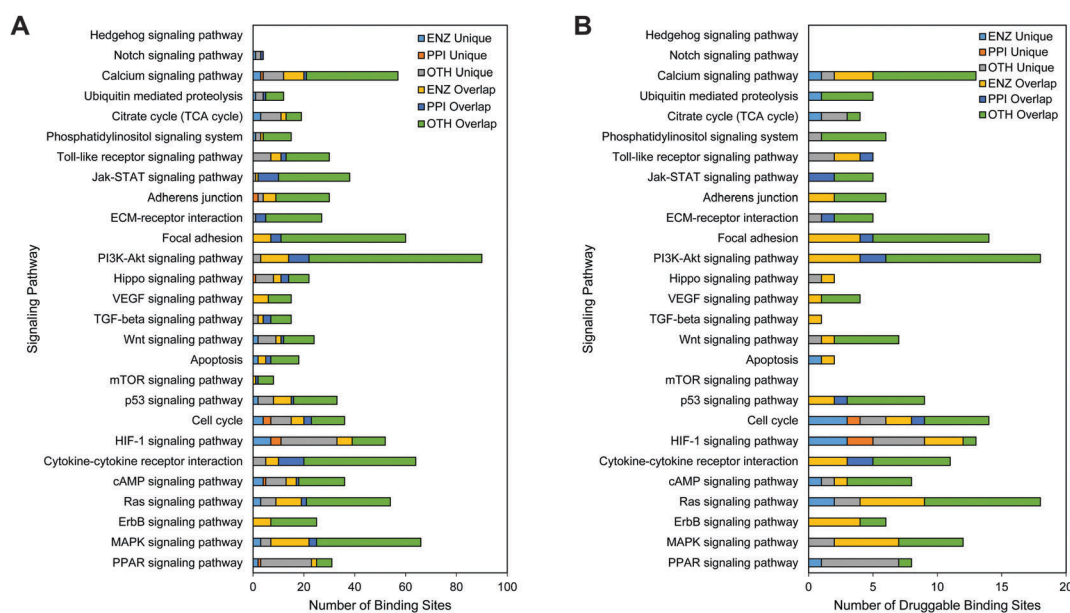 A
Signaling Pathway
Hedgehog signaling pathway
Notch signaling pathway
Calcium signaling pathway
Ubiquitin mediated proteolysis
Citrate cycle (TCA cycle)
Phosphatidylinositol signaling system
Toll-like receptor signaling pathway
Jak-STAT signaling pathway
Adherens junction
ECM-receptor interaction
Focal adhesion
PI3K-Akt signaling pathway
Hippo signaling pathway
VEGF signaling pathway
TGF-beta signaling pathway
Wnt signaling pathway
Apoptosis
mTOR signaling pathway
p53 signaling pathway
Cell cycle
HIF-1 signaling pathway
Cytokine-cytokine receptor interaction
cAMP signaling pathway
Ras signaling pathway
ErbB signaling pathway
MAPK signaling pathway
PPAR signaling pathway
ENZ Unique
PPI Unique
OTH Unique
ENZ Overlap
PPI Overlap
OTH Overlap
0 20 40 60 80 100
Number of Binding Sites
B
Signaling Pathway
Hedgehog signaling pathway
Notch signaling pathway
Calcium signaling pathway
Ubiquitin mediated proteolysis
Citrate cycle (TCA cycle)
Phosphatidylinositol signaling system
Toll-like receptor signaling pathway
Jak-STAT signaling pathway
Adherens junction
ECM-receptor interaction
Focal adhesion
PI3K-Akt signaling pathway
Hippo signaling pathway
VEGF signaling pathway
TGF-beta signaling pathway
Wnt signaling pathway
Apoptosis
mTOR signaling pathway
p53 signaling pathway
Cell cycle
HIF-1 signaling pathway
Cytokine-cytokine receptor interaction
cAMP signaling pathway
Ras signaling pathway
ErbB signaling pathway
MAPK signaling pathway
PPAR signaling pathway
ENZ Unique
PPI Unique
OTH Unique
ENZ Overlap
PPI Overlap
OTH Overlap
0 5 10 15 20
Number of Druggable Binding Sites